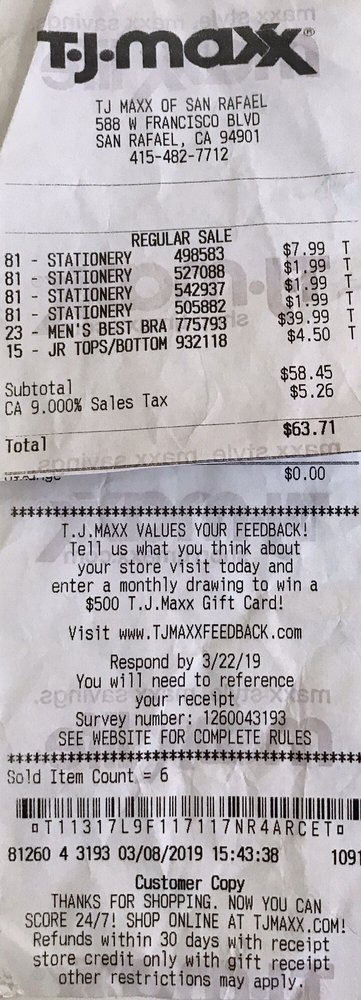 T.J.maxx®
TJ MAXX OF SAN RAFAEL
588 W FRANCISCO BLVD
SAN RAFAEL, CA 94901
415-482-7712
REGULAR SALE
81 - STATIONERY 498583 $7.99 T
81 - STATIONERY 527088 $1.99 T
81 - STATIONERY 542937 $1.99 T
81 - STATIONERY 505882 $1.99 T
23 - MEN'S BEST BRA 775793 $39.99 T
15 - JR TOPS/BOTTOM 932118 $4.50 T
Subtotal $58.45
CA 9.000% Sales Tax $5.26
Total $63.71
$0.00
************************************************
T.J.MAXX VALUES YOUR FEEDBACK!
Tell us what you think about
your store visit today and
enter a monthly drawing to win a
$500 T.J.Maxx Gift Card!
Visit www.TJMAXXFEEDBACK.com
Respond by 3/22/19
You will need to reference
your receipt
Survey number: 1260043193
SEE WEBSITE FOR COMPLETE RULES
************************************************
Sold Item Count = 6
¤T11317L9F117117NR4ARCET¤
81260 4 3193 03/08/2019 15:43:38 1091
Customer Copy
THANKS FOR SHOPPING. NOW YOU CAN
SCORE 24/7! SHOP ONLINE AT TJMAXX.COM!
Refunds within 30 days with receipt
store credit only with gift receipt
other restrictions may apply.